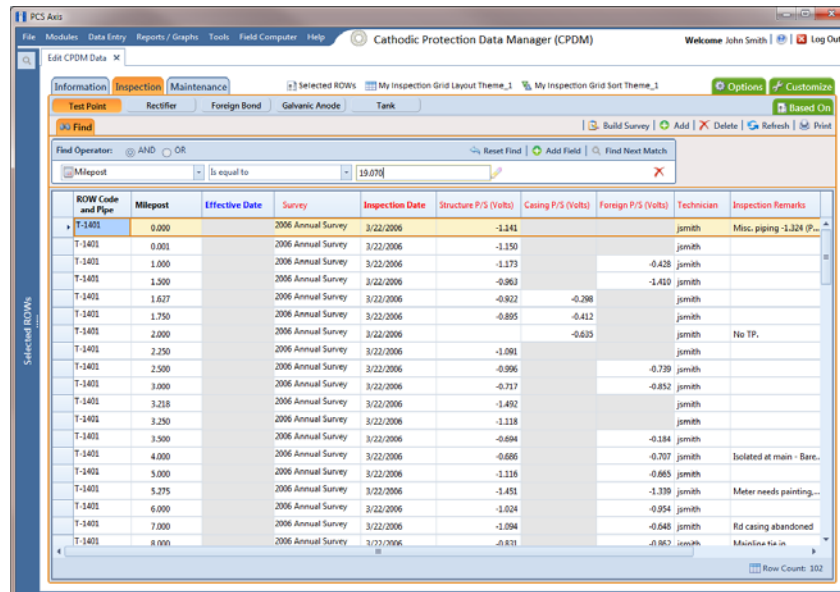 PCS Axis
File Modules Data Entry Reports / Graphs Tools Field Computer Help Cathodic Protection Data Manager (CPDM) Welcome John Smith | | Log Out
Edit CPDM Data
Information Inspection Maintenance Selected ROWs My Inspection Grid Layout Theme_1 My Inspection Grid Sort Theme_1 Options Customize
Test Point Rectifier Foreign Bond Galvanic Anode Tank Based On
Find | Build Survey | Add | Delete | Refresh | Print
Find Operator: AND OR Reset Find | Add Field | Find Next Match
Milepost Is equal to 19.070
ROW Code and Pipe Milepost Effective Date Survey Inspection Date Structure P/S (Volts) Casing P/S (Volts) Foreign P/S (Volts) Technician Inspection Remarks
T-1401 0.000 2006 Annual Survey 3/22/2006 -1.141 jsmith Misc. piping -1.324 (P...
T-1401 0.001 2006 Annual Survey 3/22/2006 -1.150 jsmith
T-1401 1.000 2006 Annual Survey 3/22/2006 -1.173 -0.428 jsmith
T-1401 1.500 2006 Annual Survey 3/22/2006 -0.963 -1.410 jsmith
T-1401 1.627 2006 Annual Survey 3/22/2006 -0.922 -0.298 jsmith
T-1401 1.750 2006 Annual Survey 3/22/2006 -0.895 -0.412 jsmith
T-1401 2.000 2006 Annual Survey 3/22/2006 -0.635 jsmith No TP.
T-1401 2.250 2006 Annual Survey 3/22/2006 -1.091 jsmith
T-1401 2.500 2006 Annual Survey 3/22/2006 -0.996 -0.739 jsmith
T-1401 3.000 2006 Annual Survey 3/22/2006 -0.717 -0.852 jsmith
T-1401 3.218 2006 Annual Survey 3/22/2006 -1.492 jsmith
T-1401 3.250 2006 Annual Survey 3/22/2006 -1.118 jsmith
T-1401 3.500 2006 Annual Survey 3/22/2006 -0.694 -0.184 jsmith
T-1401 4.000 2006 Annual Survey 3/22/2006 -0.686 -0.707 jsmith Isolated at main - Bare...
T-1401 5.000 2006 Annual Survey 3/22/2006 -1.116 -0.665 jsmith
T-1401 5.275 2006 Annual Survey 3/22/2006 -1.451 -1.339 jsmith Meter needs painting,...
T-1401 6.000 2006 Annual Survey 3/22/2006 -1.024 -0.954 jsmith
T-1401 7.000 2006 Annual Survey 3/22/2006 -1.094 -0.648 jsmith Rd casing abandoned
T-1401 8.000 2006 Annual Survey 3/22/2006 -0.831 -0.862 jsmith Mainline tie in
Row Count: 102
Selected ROWs